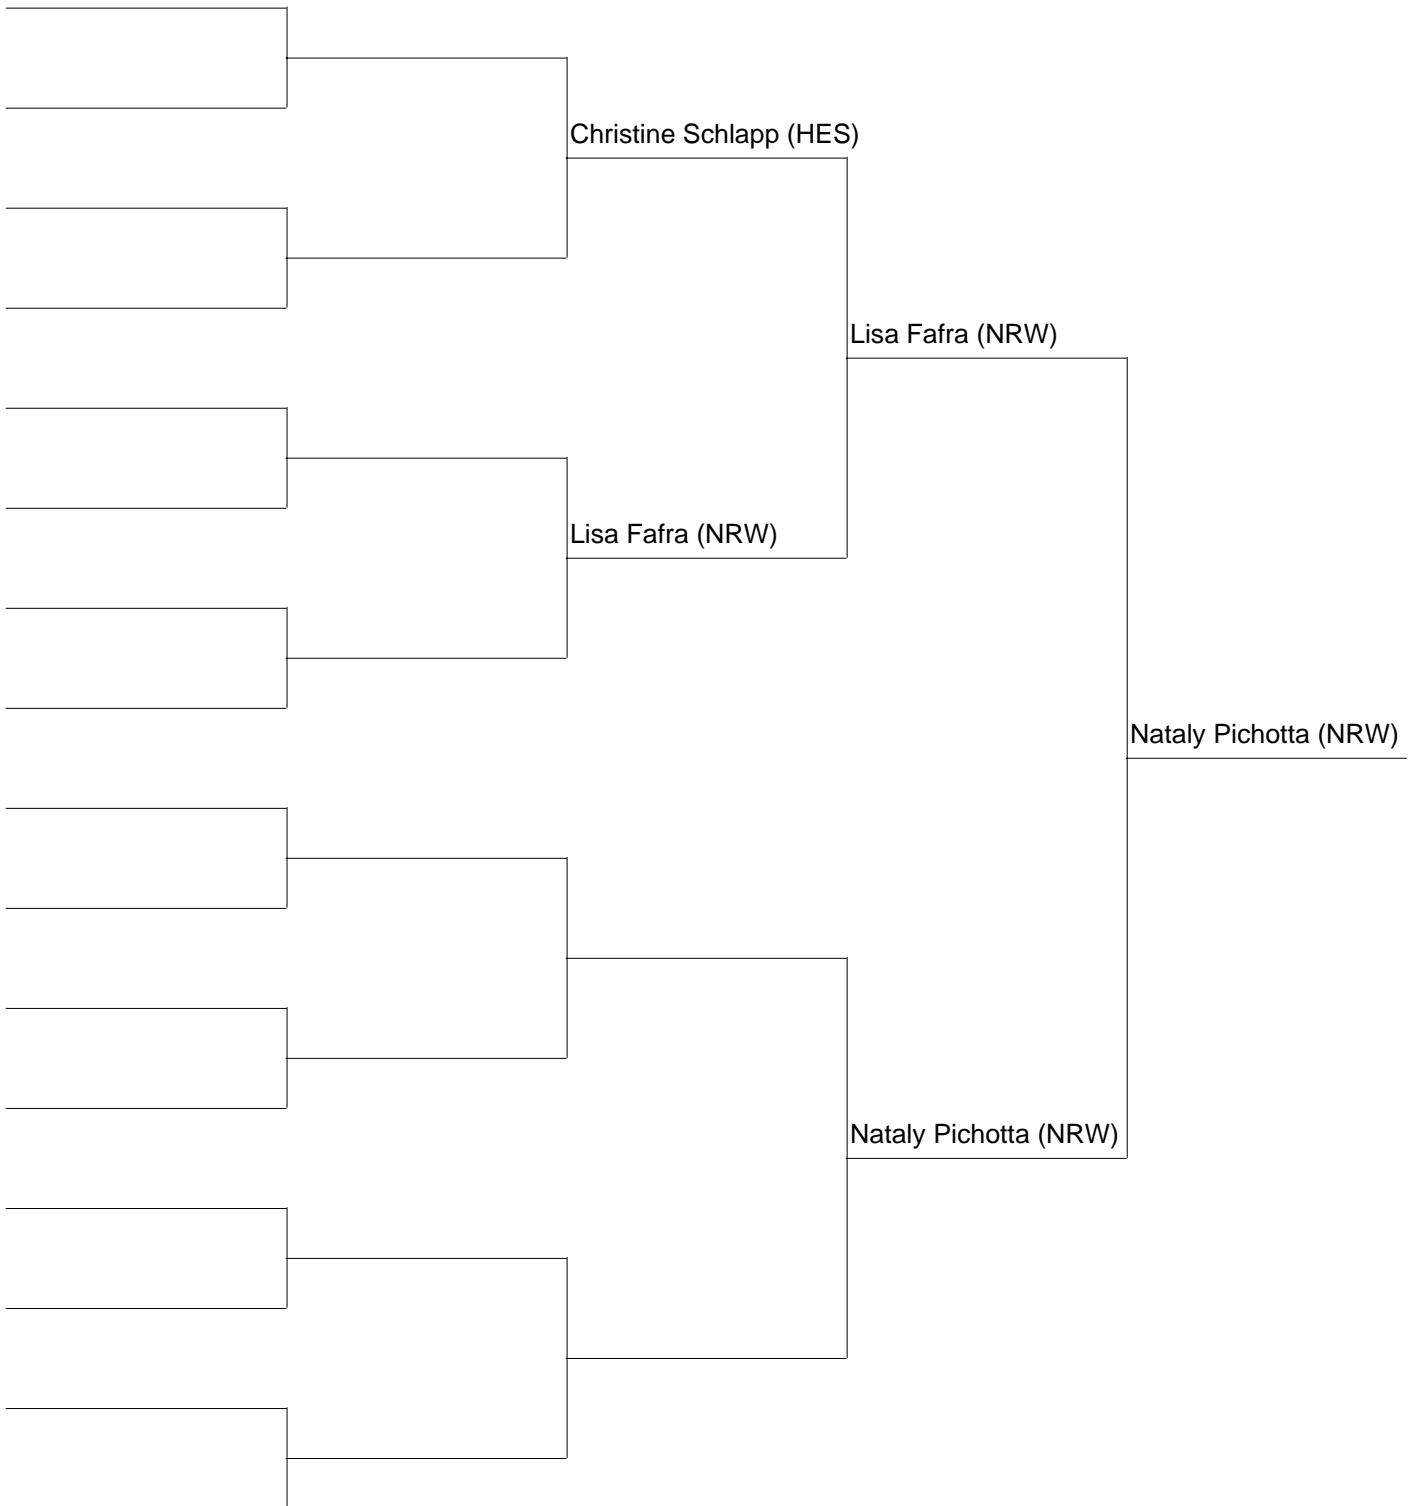 Christine Schlapp (HES)
Lisa Fafra (NRW)
Lisa Fafra (NRW)
Nataly Pichotta (NRW)
Nataly Pichotta (NRW)